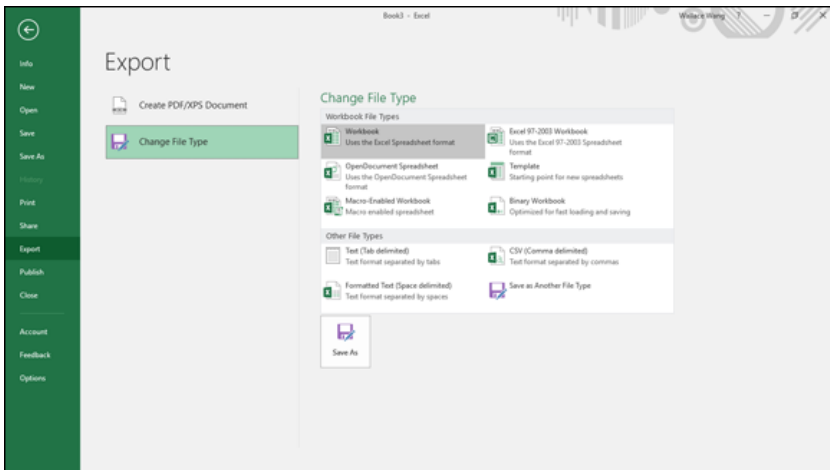 Book3 - Excel
Wallace Wang ?
Info
New
Open
Save
Save As
History
Print
Share
Export
Publish
Close
Account
Feedback
Options
Export
Create PDF/XPS Document
Change File Type
Change File Type
Workbook File Types
Workbook
Uses the Excel Spreadsheet format
Excel 97-2003 Workbook
Uses the Excel 97-2003 Spreadsheet
format
OpenDocument Spreadsheet
Uses the OpenDocument Spreadsheet
format
Template
Starting point for new spreadsheets
Macro-Enabled Workbook
Macro enabled spreadsheet
Binary Workbook
Optimized for fast loading and saving
Other File Types
Text (Tab delimited)
Text format separated by tabs
CSV (Comma delimited)
Text format separated by commas
Formatted Text (Space delimited)
Text format separated by spaces
Save as Another File Type
Save As